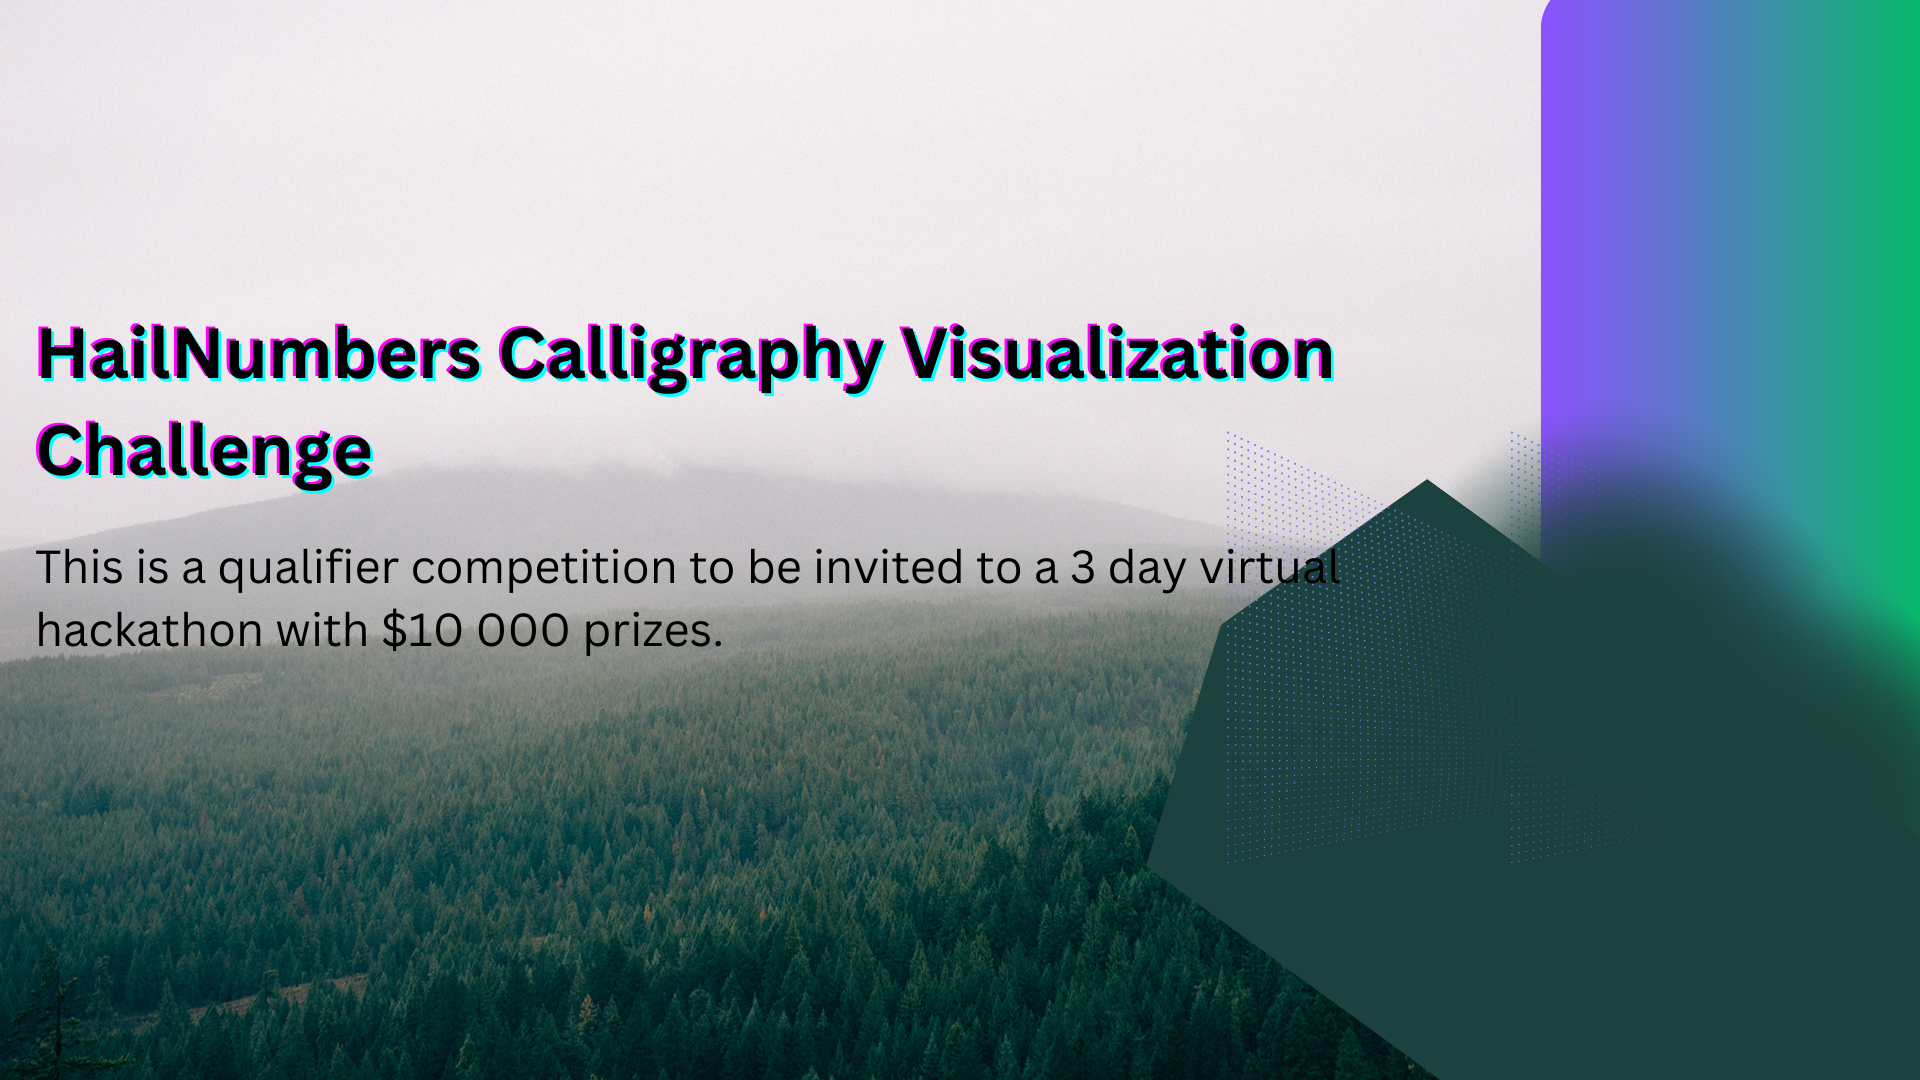 HailNumbers Calligraphy Visualization
Challenge
This is a qualifier competition to be invited to a 3 day virtual
hackathon with $10 000 prizes.